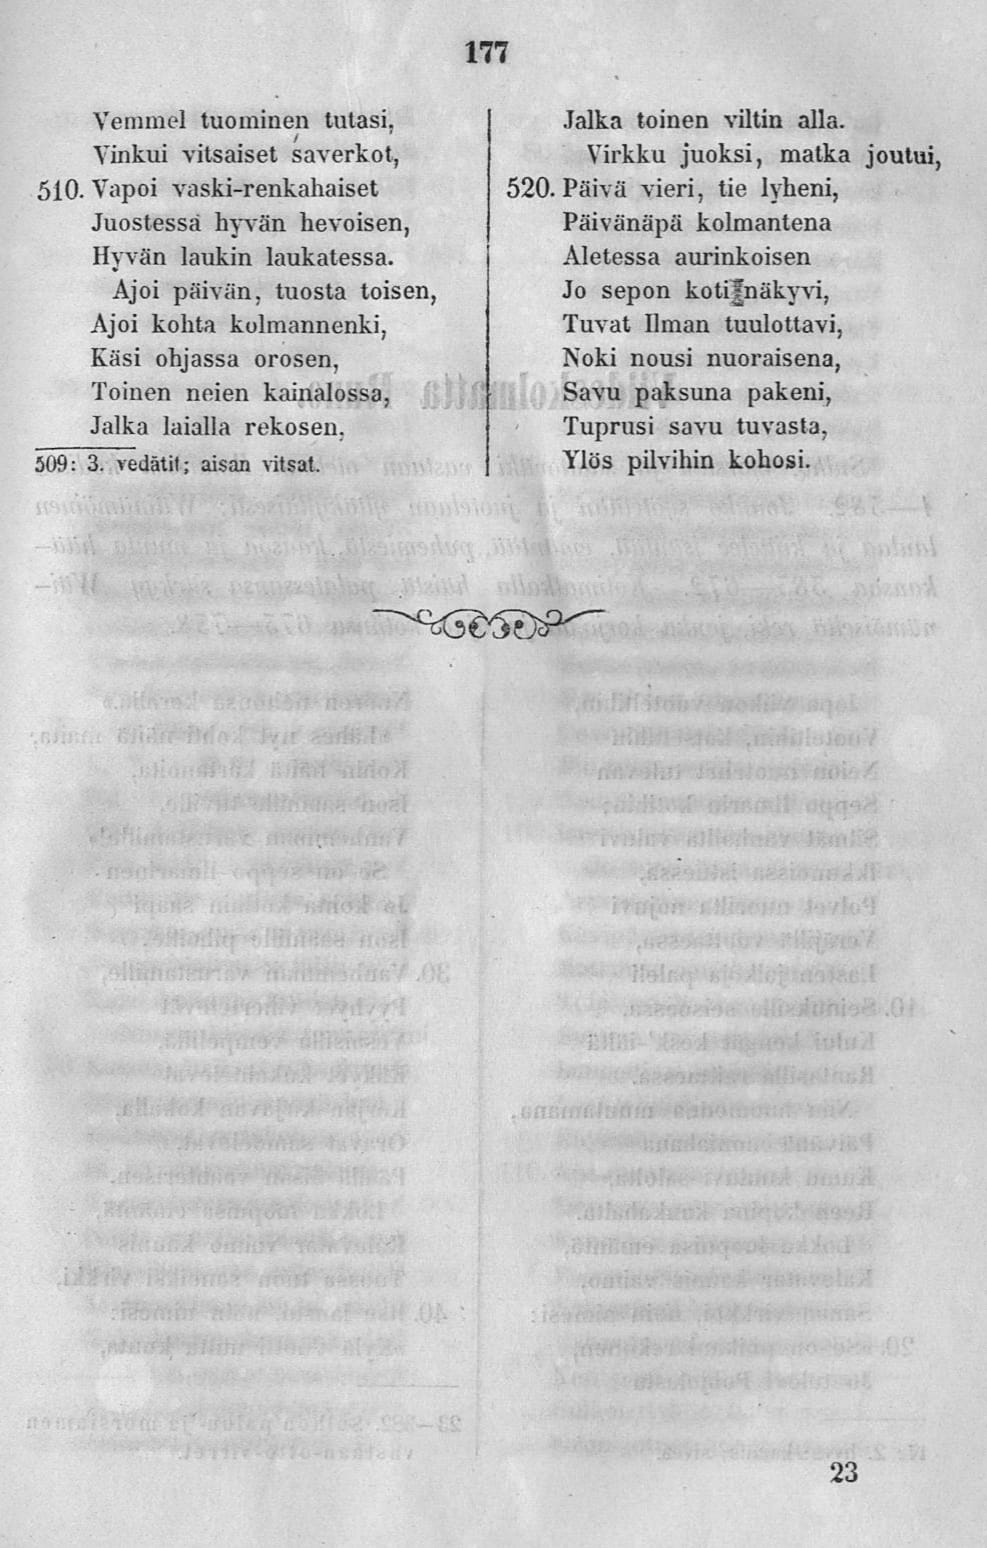 177
Vemmel tuominen tutasi,
Vinkui vitsaiset saverkot,
510. Vapoi vaski-renkahaiset
Juostessa hyvän hevoisen,
Hyvän laukin laukatessa.
Ajoi päivän, tuosta toisen,
Ajoi kohta kolmannenki,
Käsi ohjassa orosen,
Toinen neien kainalossa,
Jalka laialla rekosen,
509: 3. vedätit; aisan vitsat.
Jalka toinen viltin alla.
Virkku juoksi, matka joutui,
520. Päivä vieri, tie lyheni,
Päivänäpä kolmantena
Aletessa aurinkoisen
Jo sepon koti näkyvi,
Tuvat Ilman tuulottavi,
Noki nousi nuoraisena,
Savu paksuna pakeni,
Tuprusi savu tuvasta,
Ylös pilvihin kohosi.
23